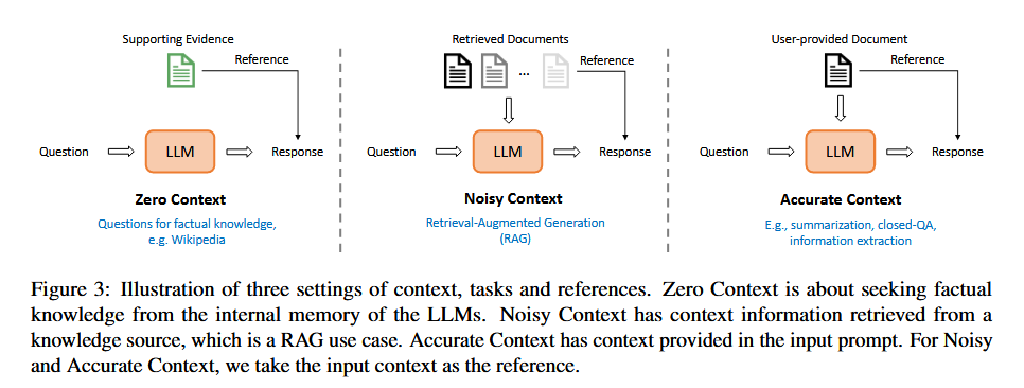 Supporting Evidence
Reference
Question
LLM
Response
Zero Context
Questions for factual knowledge,
e.g. Wikipedia
Retrieved Documents
...
Reference
Question
LLM
Response
Noisy Context
Retrieval-Augmented Generation
(RAG)
User-provided Document
Reference
Question
LLM
Response
Accurate Context
E.g., summarization, closed-QA,
information extraction
Figure 3: Illustration of three settings of context, tasks and references. Zero Context is about seeking factual
knowledge from the internal memory of the LLMs. Noisy Context has context information retrieved from a
knowledge source, which is a RAG use case. Accurate Context has context provided in the input prompt. For Noisy
and Accurate Context, we take the input context as the reference.